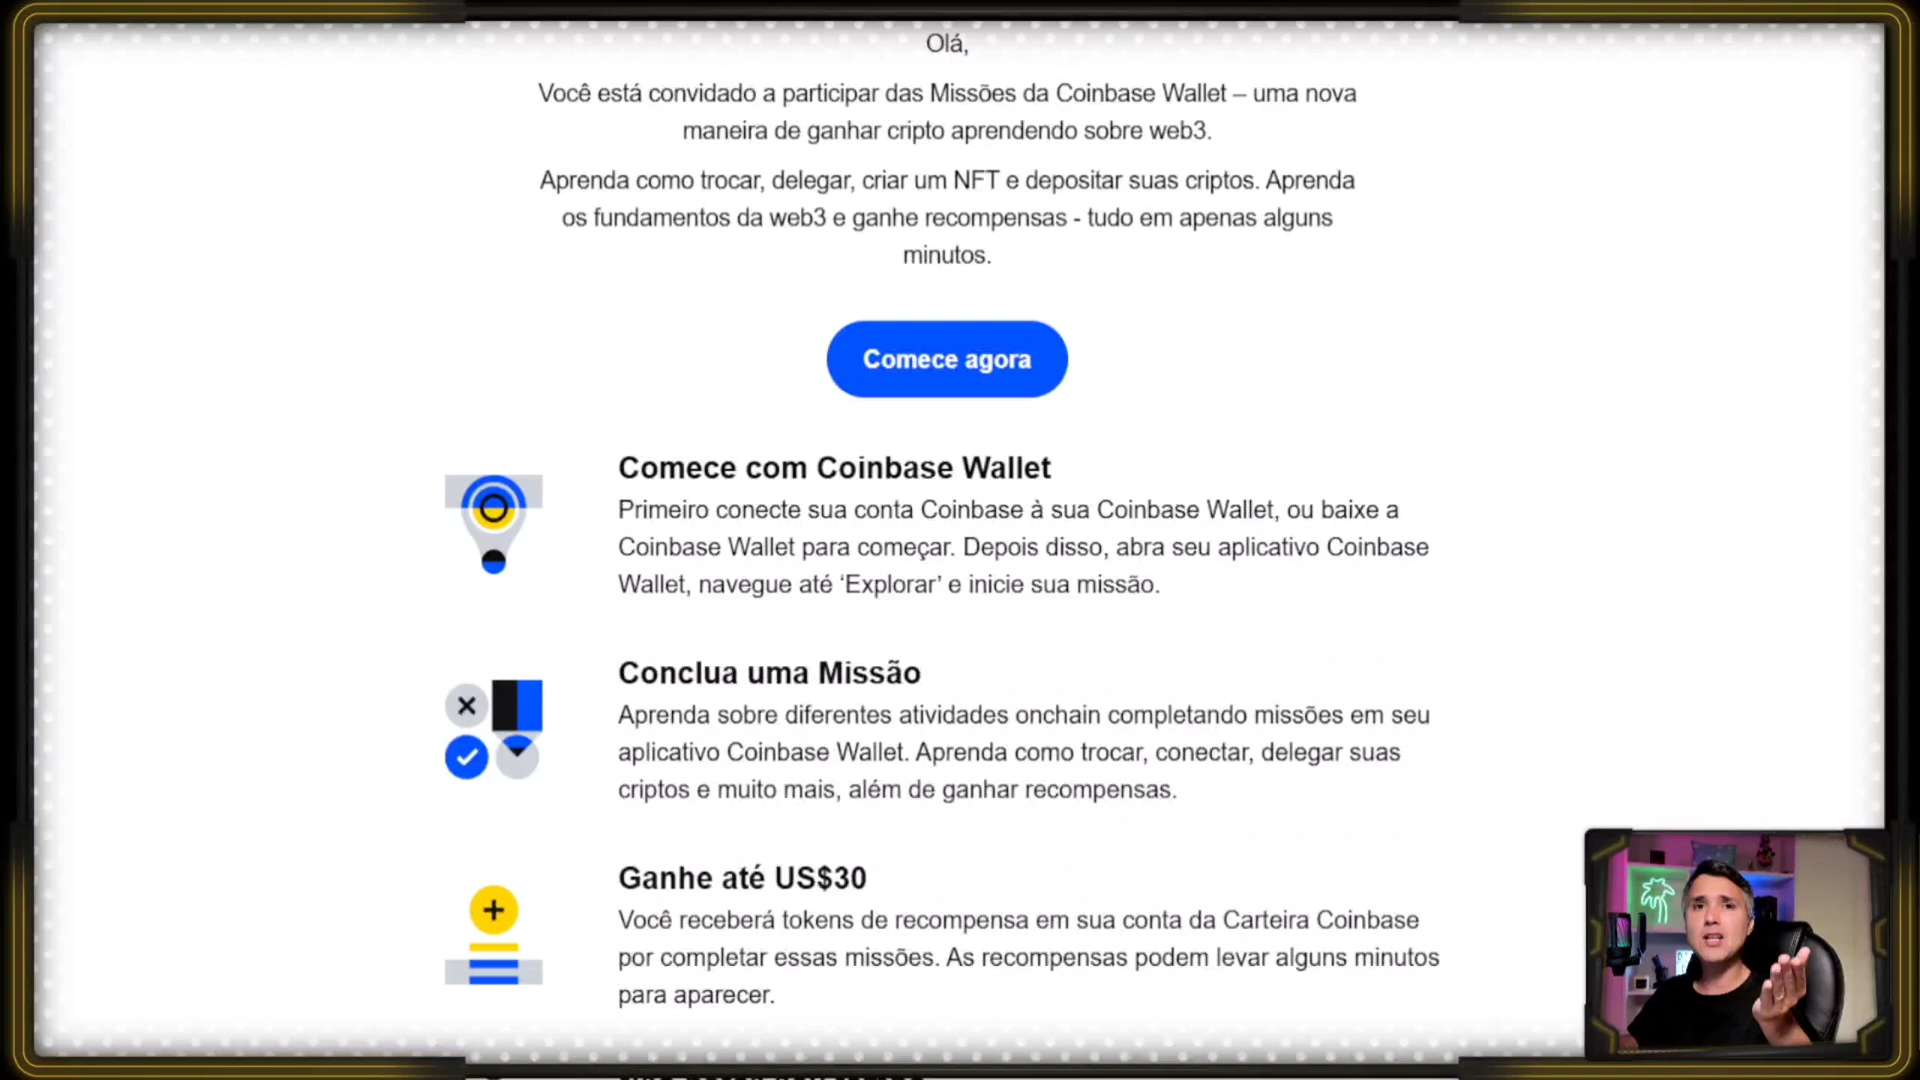 Olá,
Você está convidado a participar das Missões da Coinbase Wallet – uma nova
maneira de ganhar cripto aprendendo sobre web3.
Aprenda como trocar, delegar, criar um NFT e depositar suas criptos. Aprenda
os fundamentos da web3 e ganhe recompensas - tudo em apenas alguns
minutos.
Comece agora
Comece com Coinbase Wallet
Primeiro conecte sua conta Coinbase à sua Coinbase Wallet, ou baixe a
Coinbase Wallet para começar. Depois disso, abra seu aplicativo Coinbase
Wallet, navegue até ‘Explorar’ e inicie sua missão.
Conclua uma Missão
Aprenda sobre diferentes atividades onchain completando missões em seu
aplicativo Coinbase Wallet. Aprenda como trocar, conectar, delegar suas
criptos e muito mais, além de ganhar recompensas.
Ganhe até US$30
Você receberá tokens de recompensa em sua conta da Carteira Coinbase
por completar essas missões. As recompensas podem levar alguns minutos
para aparecer.